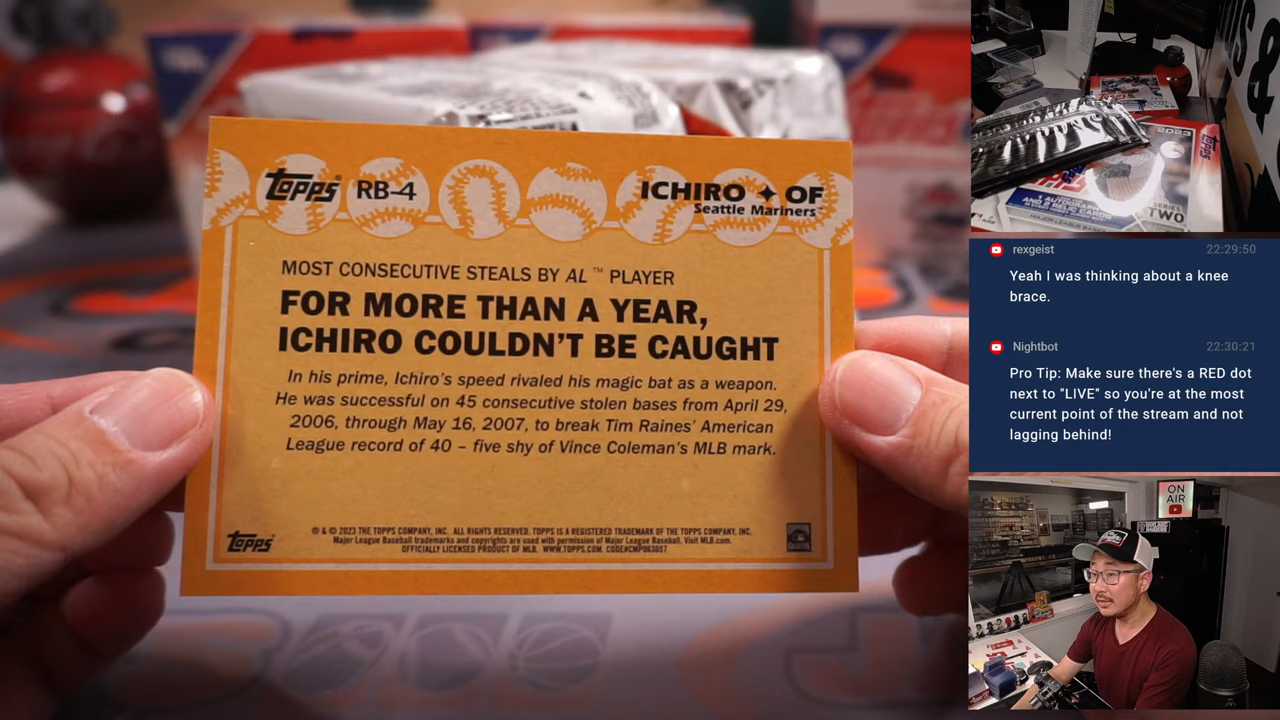 Topps RB-4
ICHIRO ✦ OF
Seattle Mariners™
MOST CONSECUTIVE STEALS BY AL™ PLAYER
FOR MORE THAN A YEAR,
ICHIRO COULDN'T BE CAUGHT
In his prime, Ichiro's speed rivaled his magic bat as a weapon.
He was successful on 45 consecutive stolen bases from April 29,
2006, through May 16, 2007, to break Tim Raines' American
League record of 40 – five shy of Vince Coleman's MLB mark.
Topps
® & © 2023 THE TOPPS COMPANY, INC. ALL RIGHTS RESERVED. TOPPS IS A REGISTERED TRADEMARK OF THE TOPPS COMPANY, INC.
Major League Baseball trademarks and copyrights are used with permission of Major League Baseball. Visit MLB.com.
OFFICIALLY LICENSED PRODUCT OF MLB. WWW.TOPPS.COM. CODE#CMP063057
2023
TOPPS
SERIES
TWO
rexgeist 22:29:50
Yeah I was thinking about a knee
brace.
Nightbot 22:30:21
Pro Tip: Make sure there's a RED dot
next to "LIVE" so you're at the most
current point of the stream and not
lagging behind!
ON
AIR